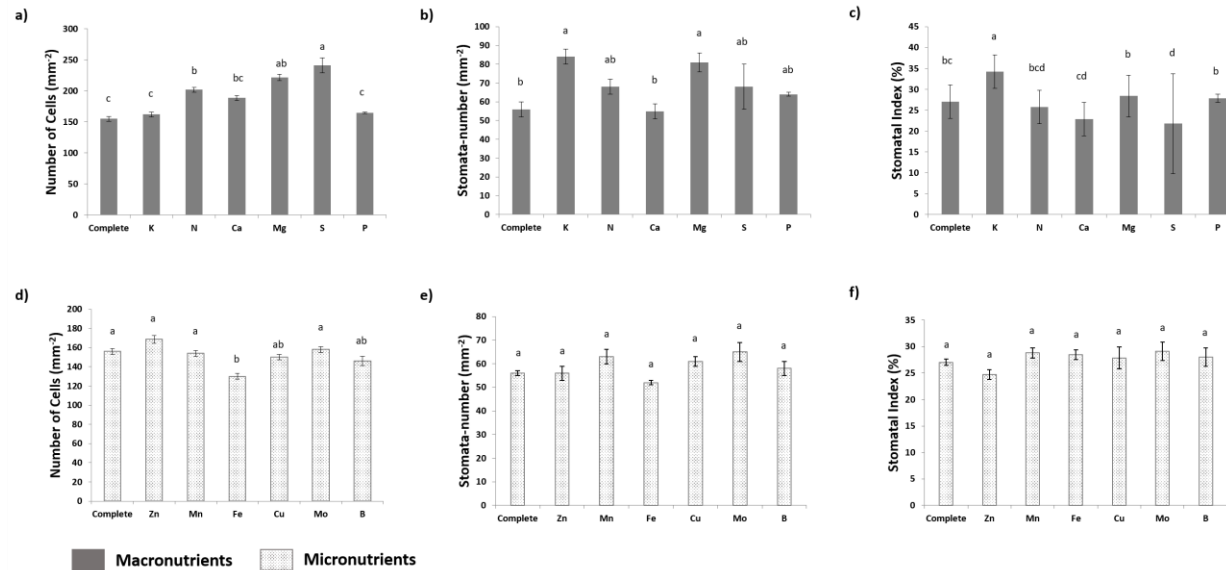 a)
Number of Cells (mm-2)
300
250
200
150
100
50
0
c c b bc ab a c
Complete K N Ca Mg S P
b)
Stomata-number (mm-2)
100
90
80
70
60
50
40
30
20
10
0
b a ab b a ab ab
Complete K N Ca Mg S P
c)
Stomatal Index (%)
45
40
35
30
25
20
15
10
5
0
bc a bcd cd b d b
Complete K N Ca Mg S P
d)
Number of Cells (mm-2)
200
180
160
140
120
100
80
60
40
20
0
a a a b ab a ab
Complete Zn Mn Fe Cu Mo B
e)
Stomata-number (mm-2)
80
70
60
50
40
30
20
10
0
a a a a a a a
Complete Zn Mn Fe Cu Mo B
f)
Stomatal Index (%)
35
30
25
20
15
10
5
0
a a a a a a a
Complete Zn Mn Fe Cu Mo B
Macronutrients Micronutrients